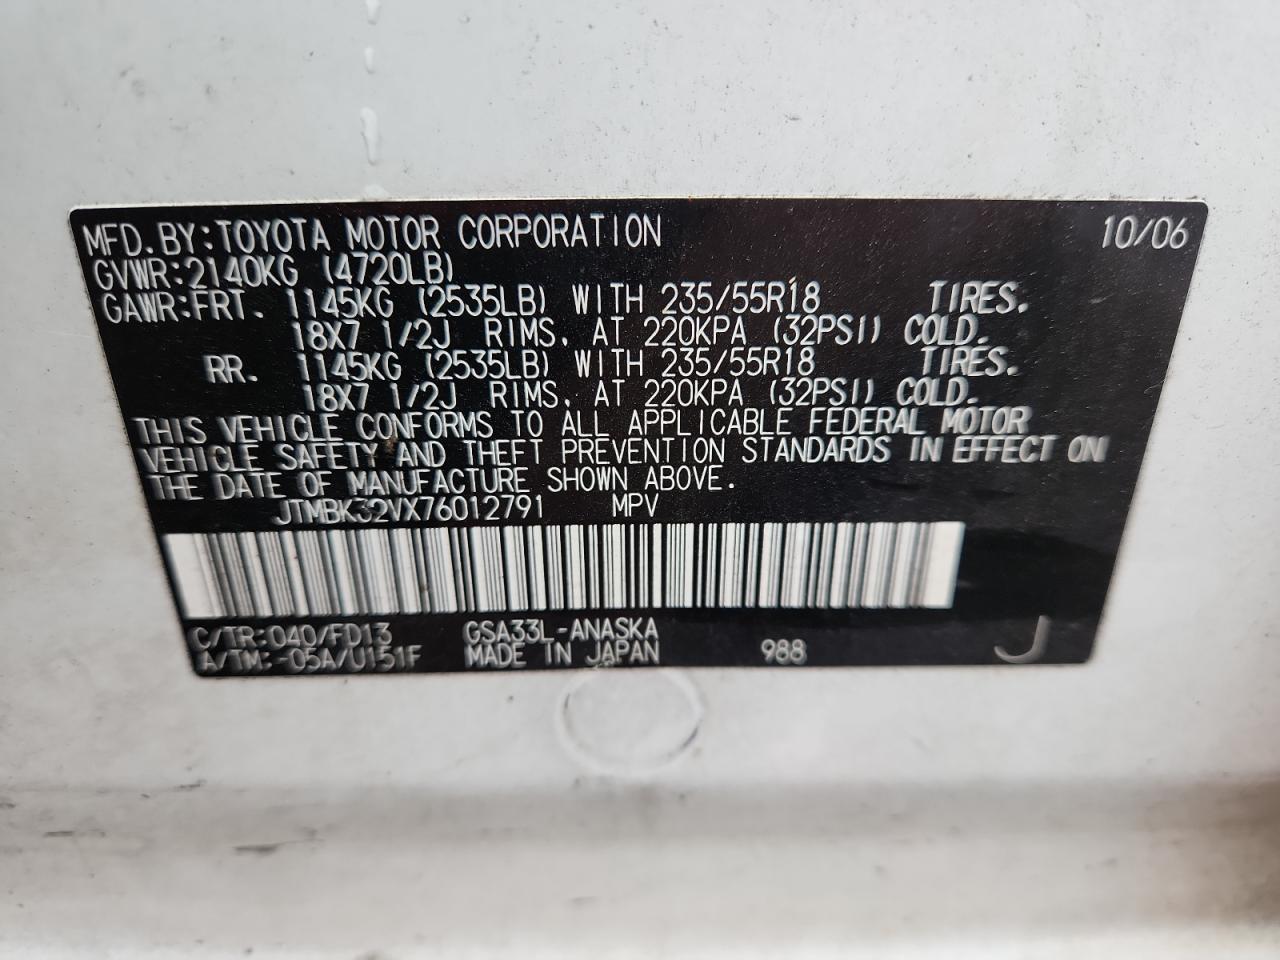 MFD. BY: TOYOTA MOTOR CORPORATION 10/06
GVWR: 2140KG (4720LB)
GAWR: FRT. 1145KG (2535LB) WITH 235/55R18 TIRES.
18X7 1/2J RIMS, AT 220KPA (32PSI) COLD.
RR. 1145KG (2535LB) WITH 235/55R18 TIRES.
18X7 1/2J RIMS, AT 220KPA (32PSI) COLD.
THIS VEHICLE CONFORMS TO ALL APPLICABLE FEDERAL MOTOR
VEHICLE SAFETY AND THEFT PREVENTION STANDARDS IN EFFECT ON
THE DATE OF MANUFACTURE SHOWN ABOVE.
JTMBK32VX76012791 MPV
C/TR: 040/FD13 GSA33L-ANASKA
A/TM: -05A/U151F MADE IN JAPAN 988 J